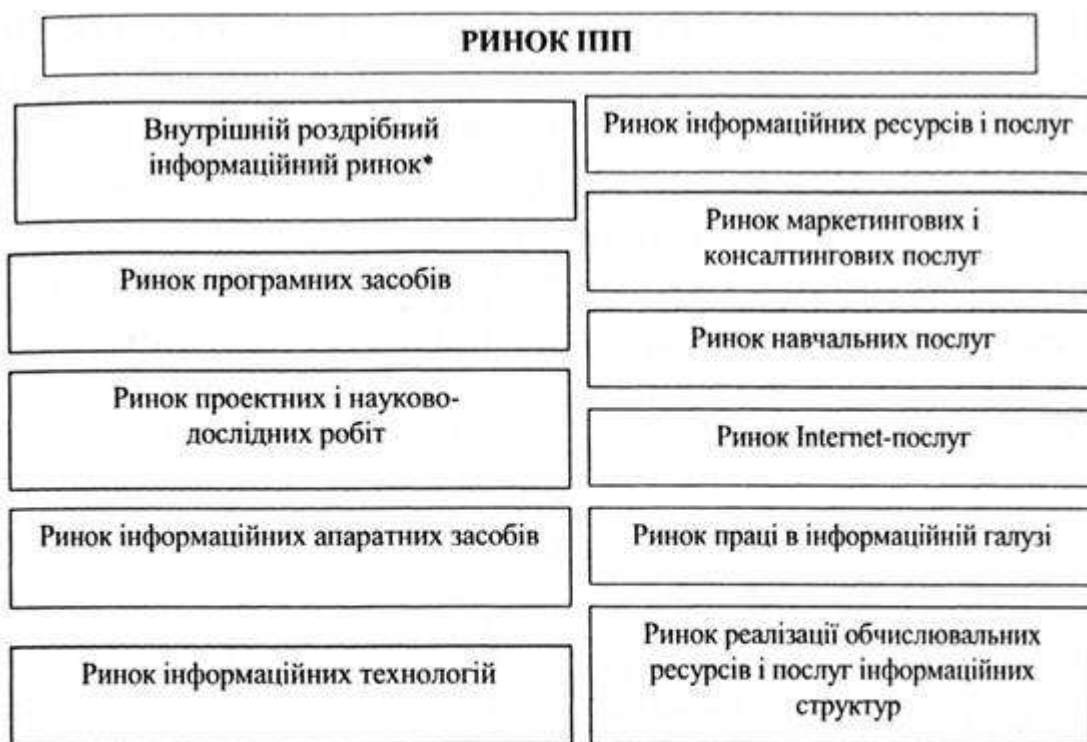 РИНОК ІПП
Внутрішній роздрібний
інформаційний ринок*
Ринок програмних засобів
Ринок проектних і науково-
дослідних робіт
Ринок інформаційних апаратних засобів
Ринок інформаційних технологій
Ринок інформаційних ресурсів і послуг
Ринок маркетингових і
консалтингових послуг
Ринок навчальних послуг
Ринок Internet-послуг
Ринок праці в інформаційній галузі
Ринок реалізації обчислювальних
ресурсів і послуг інформаційних
структур